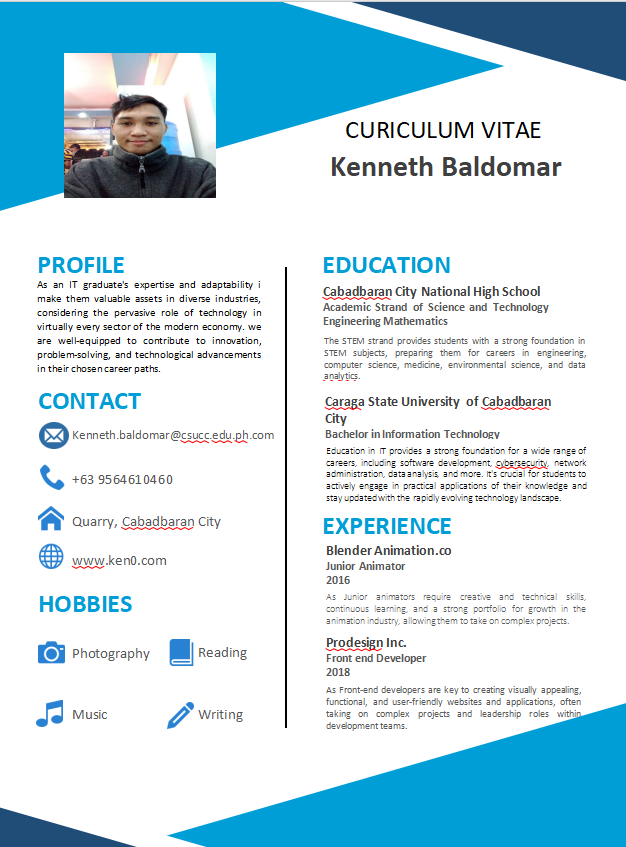 CURICULUM VITAE
Kenneth Baldomar
PROFILE
As an IT graduate's expertise and adaptability i
make them valuable assets in diverse industries,
considering the pervasive role of technology in
virtually every sector of the modern economy. we
are well-equipped to contribute to innovation,
problem-solving, and technological advancements
in their chosen career paths.
CONTACT
Kenneth.baldomar@csucc.edu.ph.com
+63 9564610460
Quarry, Cabadbaran City
www.ken0.com
HOBBIES
Photography
Reading
Music
Writing
EDUCATION
Cabadbaran City National High School
Academic Strand of Science and Technology
Engineering Mathematics
The STEM strand provides students with a strong foundation in
STEM subjects, preparing them for careers in engineering,
computer science, medicine, environmental science, and data
analytics.
Caraga State University of Cabadbaran
City
Bachelor in Information Technology
Education in IT provides a strong foundation for a wide range of
careers, including software development, cybersecurity, network
administration, data analysis, and more. It's crucial for students to
actively engage in practical applications of their knowledge and
stay updated with the rapidly evolving technology landscape.
EXPERIENCE
Blender Animation.co
Junior Animator
2016
As Junior animators require creative and technical skills,
continuous learning, and a strong portfolio for growth in the
animation industry, allowing them to take on complex projects.
Prodesign Inc.
Front end Developer
2018
As Front-end developers are key to creating visually appealing,
functional, and user-friendly websites and applications, often
taking on complex projects and leadership roles within
development teams.